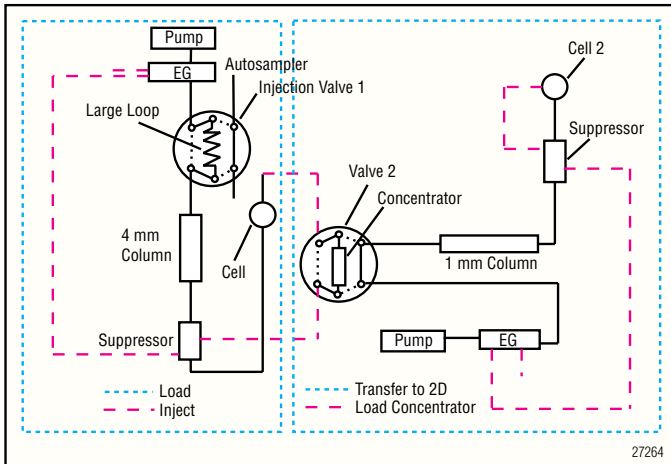 Pump
EG
Autosampler
Injection Valve 1
Large Loop
4 mm
Column
Cell
Suppressor
Load
Inject
Cell 2
Suppressor
Valve 2
Concentrator
1 mm Column
Pump
EG
Transfer to 2D
Load Concentrator
27264